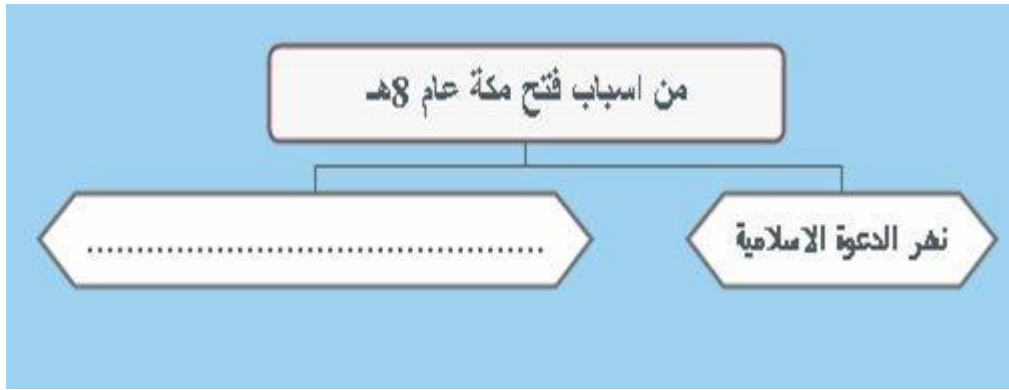 من اسباب فتح مكة عام 8هـ
نشر الدعوة الاسلامية
................................................